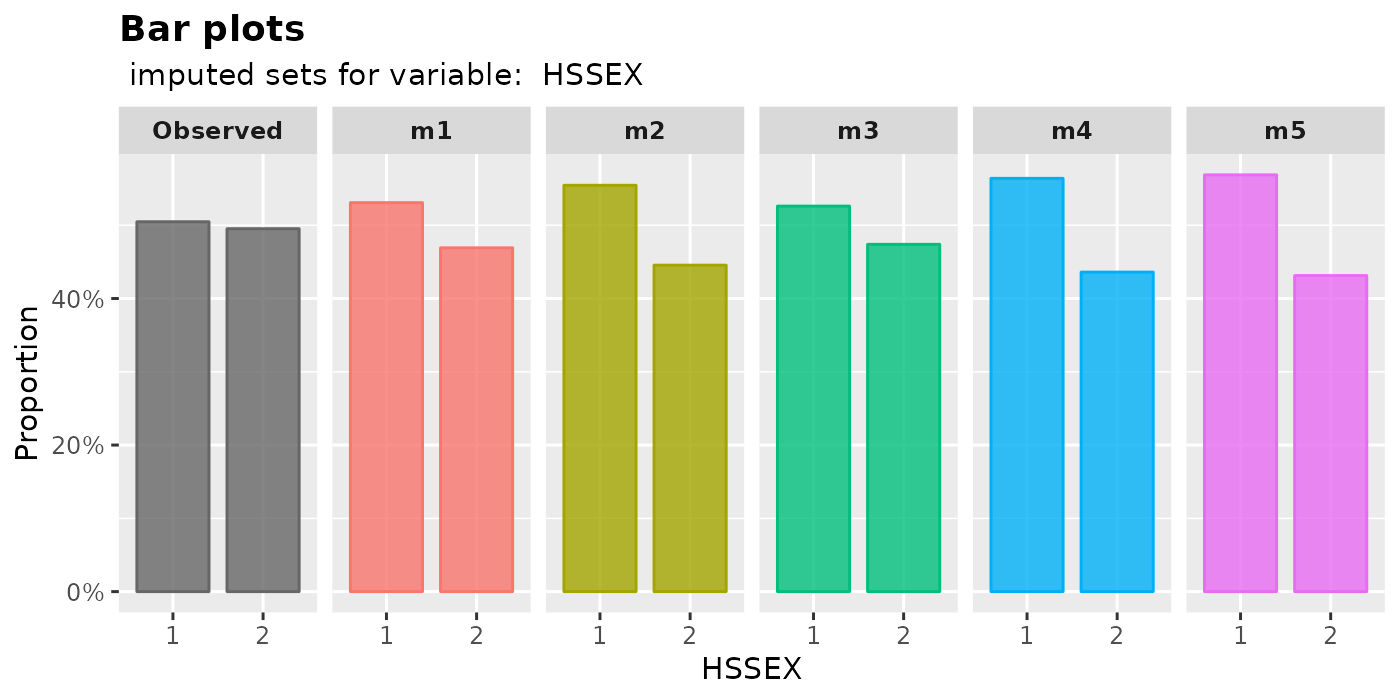 Bar plots
imputed sets for variable:  HSSEX
Observed m1 m2 m3 m4 m5
Proportion
40%
20%
0%
1 2 1 2 1 2 1 2 1 2 1 2
HSSEX